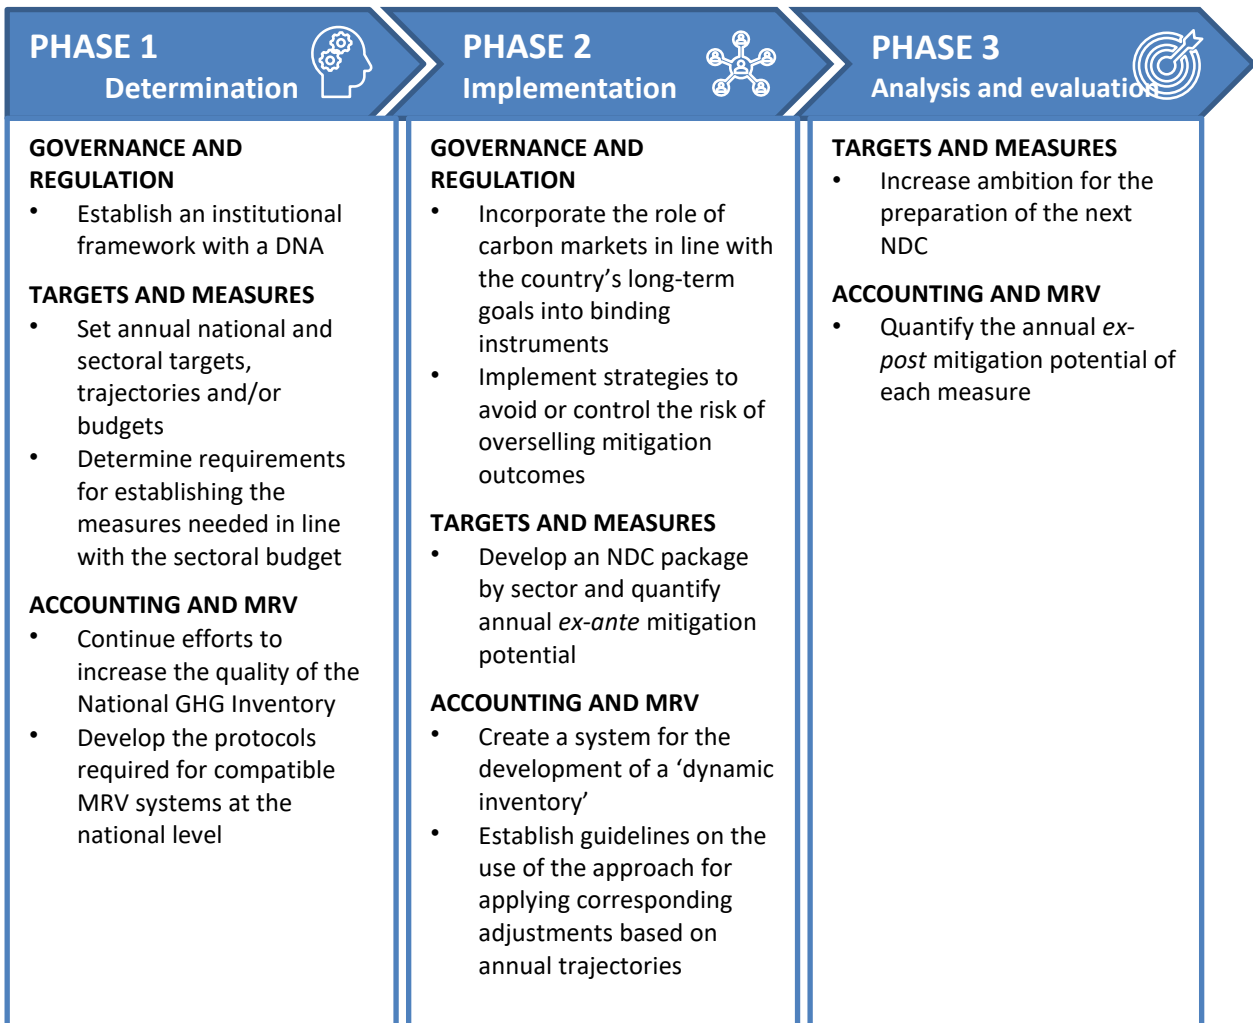 PHASE 1
Determination
GOVERNANCE AND
REGULATION
• Establish an institutional
framework with a DNA
TARGETS AND MEASURES
• Set annual national and
sectoral targets,
trajectories and/or
budgets
• Determine requirements
for establishing the
measures needed in line
with the sectoral budget
ACCOUNTING AND MRV
• Continue efforts to
increase the quality of the
National GHG Inventory
• Develop the protocols
required for compatible
MRV systems at the
national level
PHASE 2
Implementation
GOVERNANCE AND
REGULATION
• Incorporate the role of
carbon markets in line with
the country’s long-term
goals into binding
instruments
• Implement strategies to
avoid or control the risk of
overselling mitigation
outcomes
TARGETS AND MEASURES
• Develop an NDC package
by sector and quantify
annual ex-ante mitigation
potential
ACCOUNTING AND MRV
• Create a system for the
development of a ‘dynamic
inventory’
• Establish guidelines on the
use of the approach for
applying corresponding
adjustments based on
annual trajectories
PHASE 3
Analysis and evaluation
TARGETS AND MEASURES
• Increase ambition for the
preparation of the next
NDC
ACCOUNTING AND MRV
• Quantify the annual ex-
post mitigation potential of
each measure